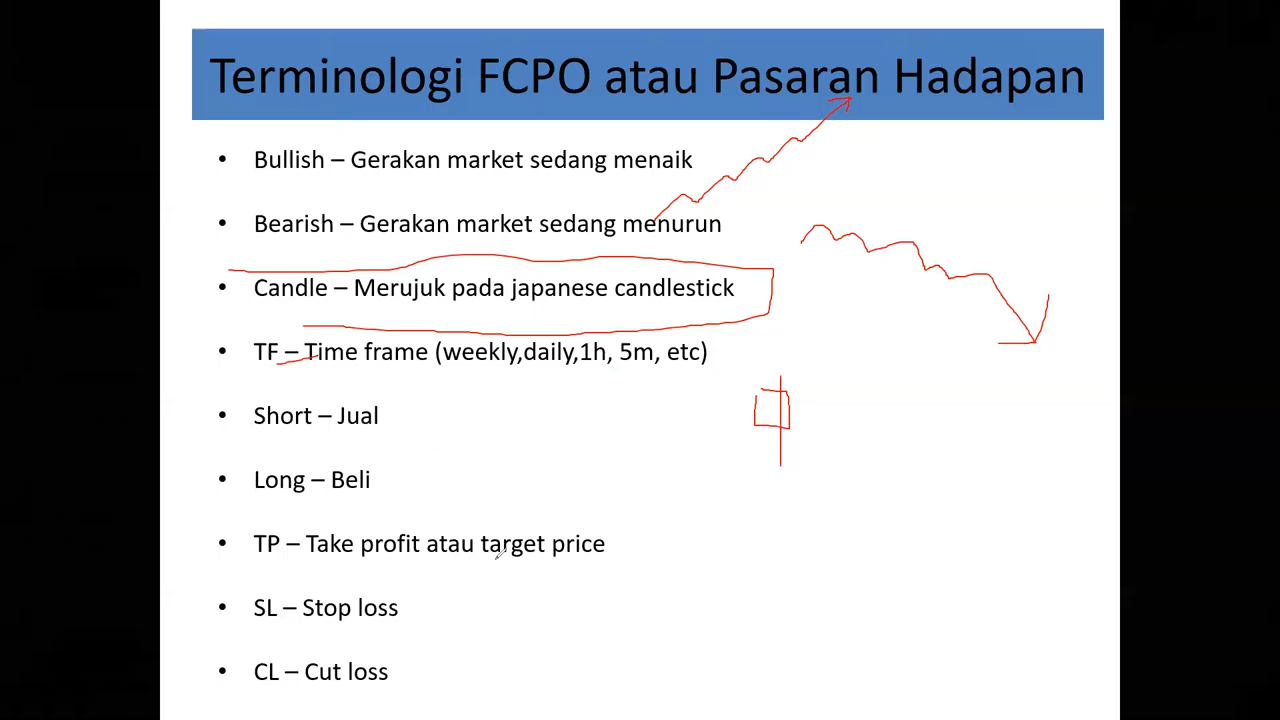 Terminologi FCPO atau Pasaran Hadapan
• Bullish – Gerakan market sedang menaik
• Bearish – Gerakan market sedang menurun
• Candle – Merujuk pada japanese candlestick
• TF – Time frame (weekly,daily,1h, 5m, etc)
• Short – Jual
• Long – Beli
• TP – Take profit atau target price
• SL – Stop loss
• CL – Cut loss